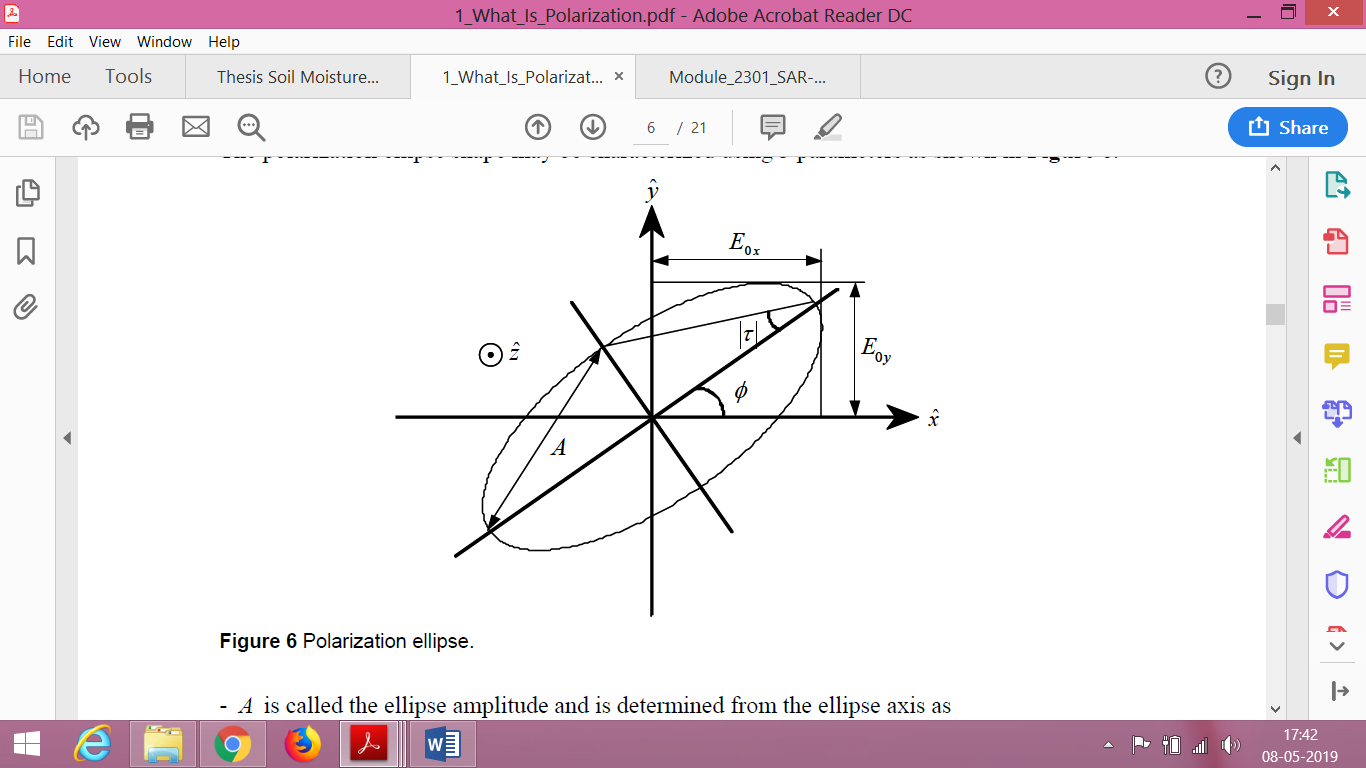 1_What_Is_Polarization.pdf - Adobe Acrobat Reader DC
File Edit View Window Help
Home Tools Thesis Soil Moisture... 1_What_Is_Polarizat... × Module_2301_SAR-... ? Sign In
6 / 21 Share
ŷ
E₀ₓ
|τ|
ẑ
E₀y
ϕ
x̂
A
Figure 6 Polarization ellipse.
- A is called the ellipse amplitude and is determined from the ellipse axis as
17:42
08-05-2019